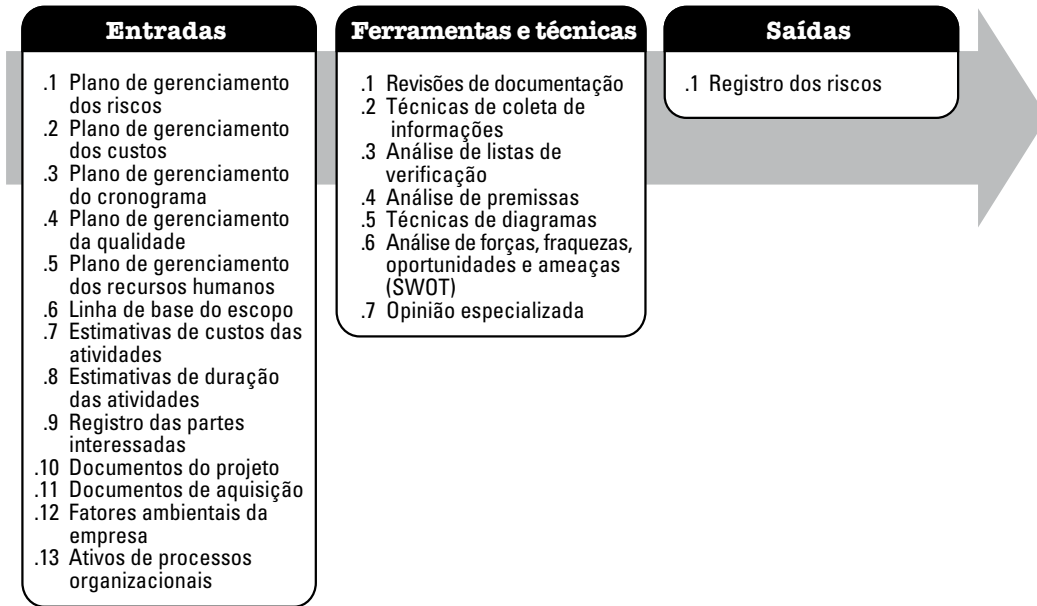 Entradas
.1 Plano de gerenciamento
dos riscos
.2 Plano de gerenciamento
dos custos
.3 Plano de gerenciamento
do cronograma
.4 Plano de gerenciamento
da qualidade
.5 Plano de gerenciamento
dos recursos humanos
.6 Linha de base do escopo
.7 Estimativas de custos das
atividades
.8 Estimativas de duração
das atividades
.9 Registro das partes
interessadas
.10 Documentos do projeto
.11 Documentos de aquisição
.12 Fatores ambientais da
empresa
.13 Ativos de processos
organizacionais
Ferramentas e técnicas
.1 Revisões de documentação
.2 Técnicas de coleta de
informações
.3 Análise de listas de
verificação
.4 Análise de premissas
.5 Técnicas de diagramas
.6 Análise de forças, fraquezas,
oportunidades e ameaças
(SWOT)
.7 Opinião especializada
Saídas
.1 Registro dos riscos